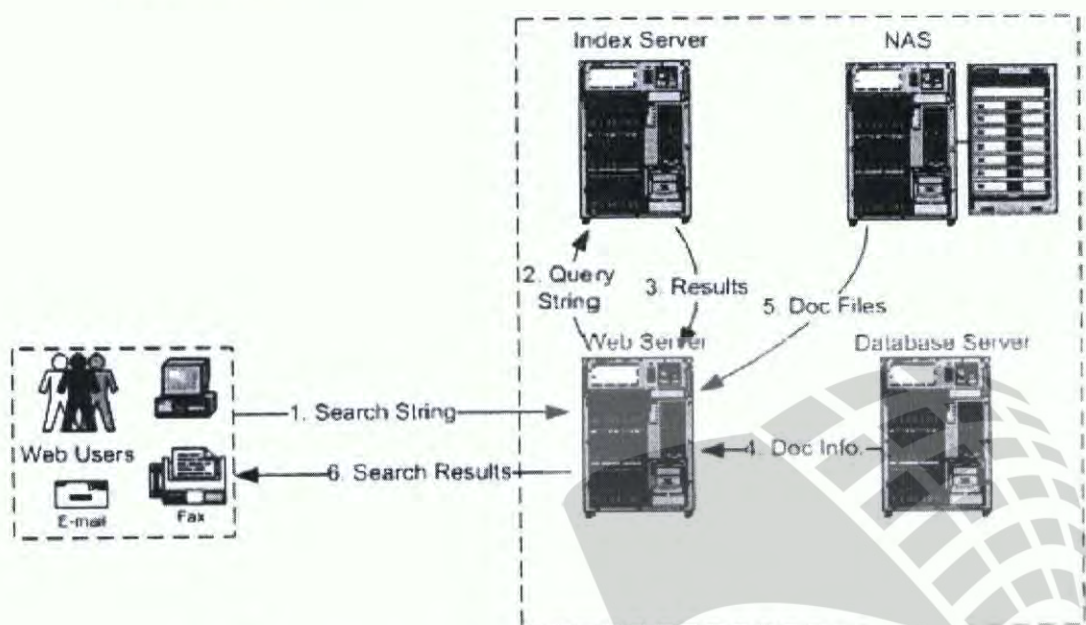 Index Server
NAS
2. Query
String
3. Results
5. Doc Files
Web Server
Database Server
1. Search String
4. Doc Info.
6. Search Results
Web Users
E-mail
Fax